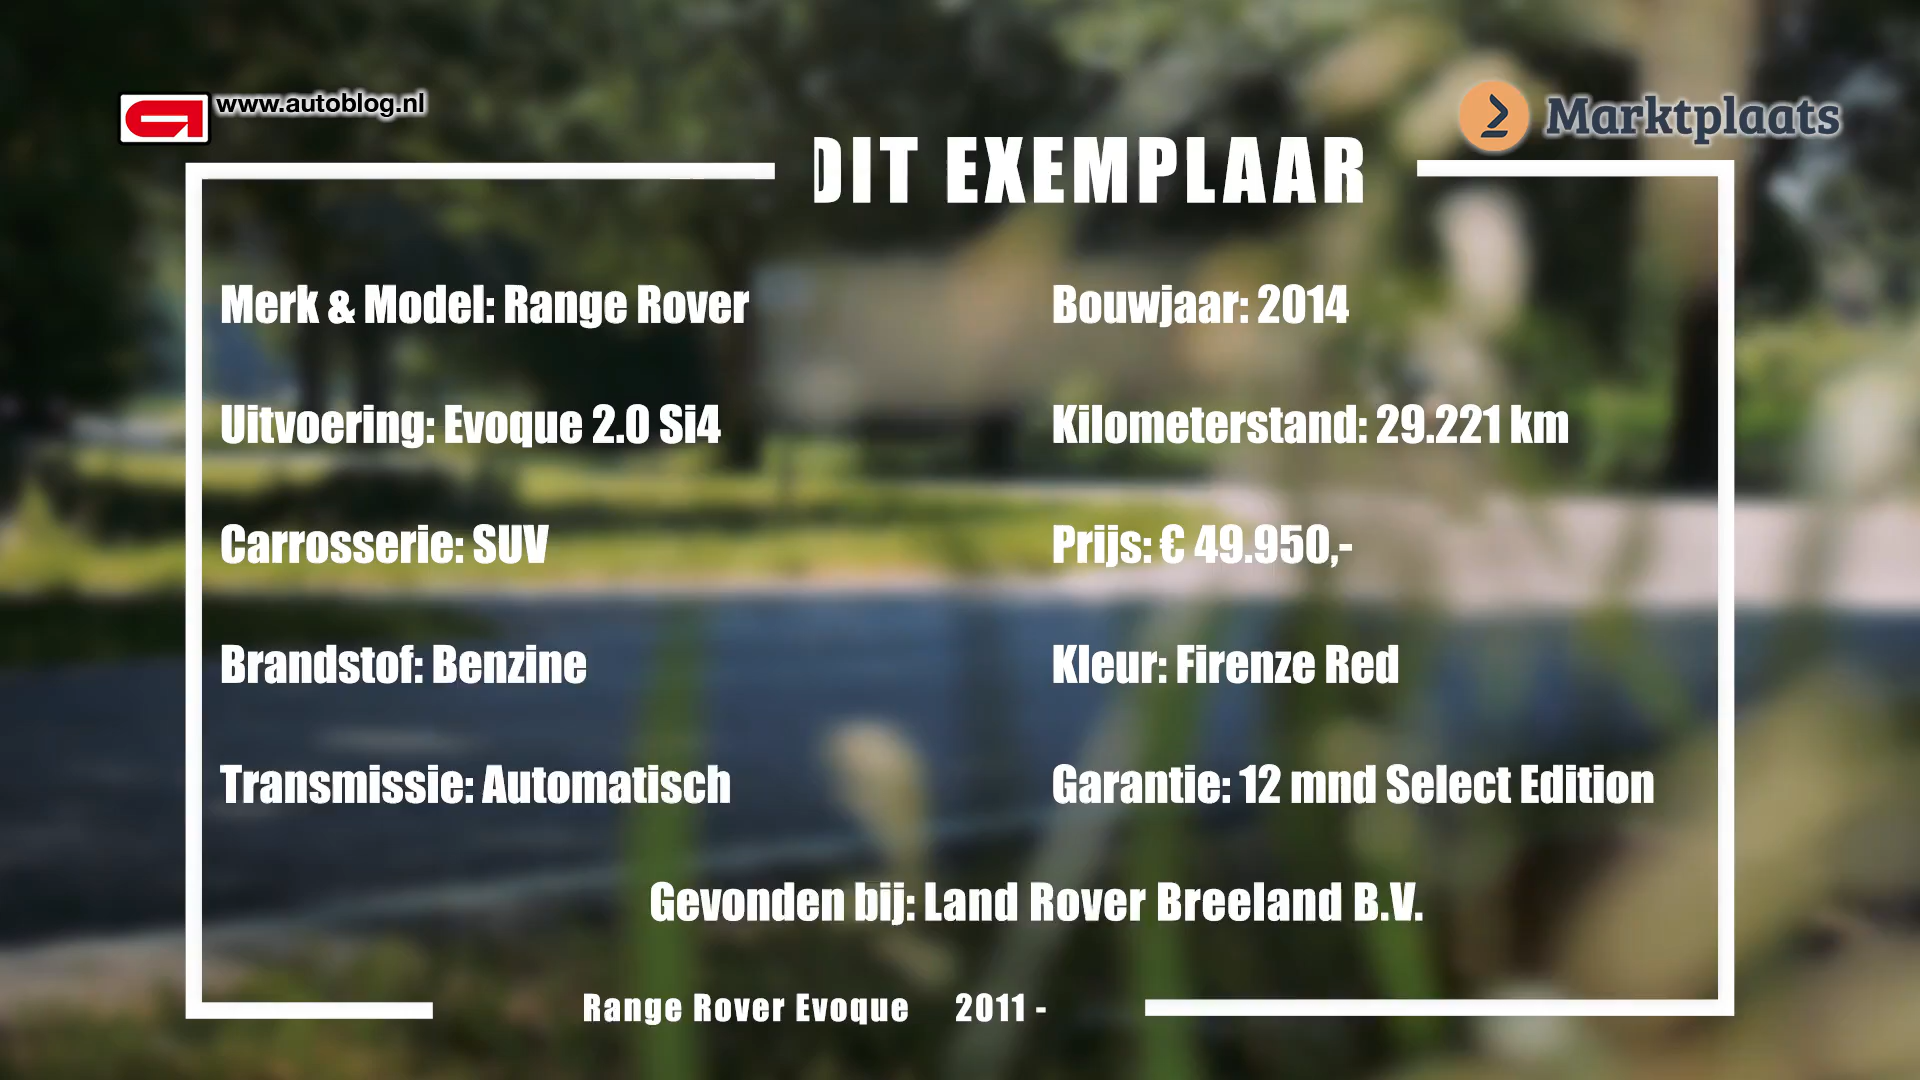 www.autoblog.nl
Marktplaats
DIT EXEMPLAAR
Merk & Model: Range Rover
Uitvoering: Evoque 2.0 Si4
Carrosserie: SUV
Brandstof: Benzine
Transmissie: Automatisch
Bouwjaar: 2014
Kilometerstand: 29.221 km
Prijs: € 49.950,-
Kleur: Firenze Red
Garantie: 12 mnd Select Edition
Gevonden bij: Land Rover Breeland B.V.
Range Rover Evoque 2011 -